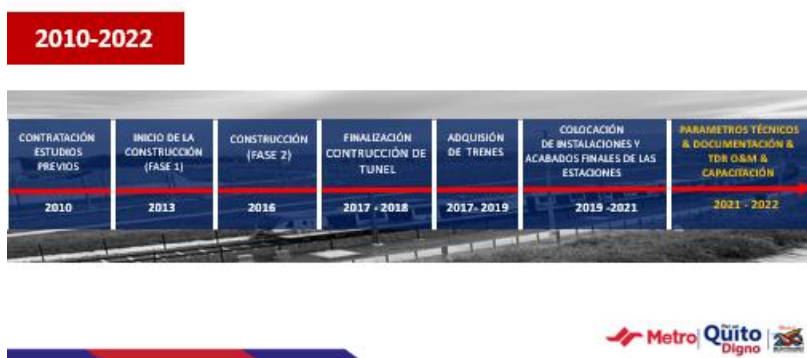 2010-2022
CONTRATACIÓN
ESTUDIOS
PREVIOS
2010
INICIO DE LA
CONSTRUCCIÓN
(FASE 1)
2013
CONSTRUCCIÓN
(FASE 2)
2016
FINALIZACIÓN
CONTRUCCIÓN DE
TUNEL
2017 - 2018
ADQUISIÓN
DE TRENES
2017- 2019
COLOCACIÓN
DE INSTALACIONES Y
ACABADOS FINALES DE LAS
ESTACIONES
2019 -2021
PARAMETROS TÉCNICOS
& DOCUMENTACIÓN &
TDR O&M &
CAPACITACIÓN
2021 - 2022
Metro
Quito
Digno